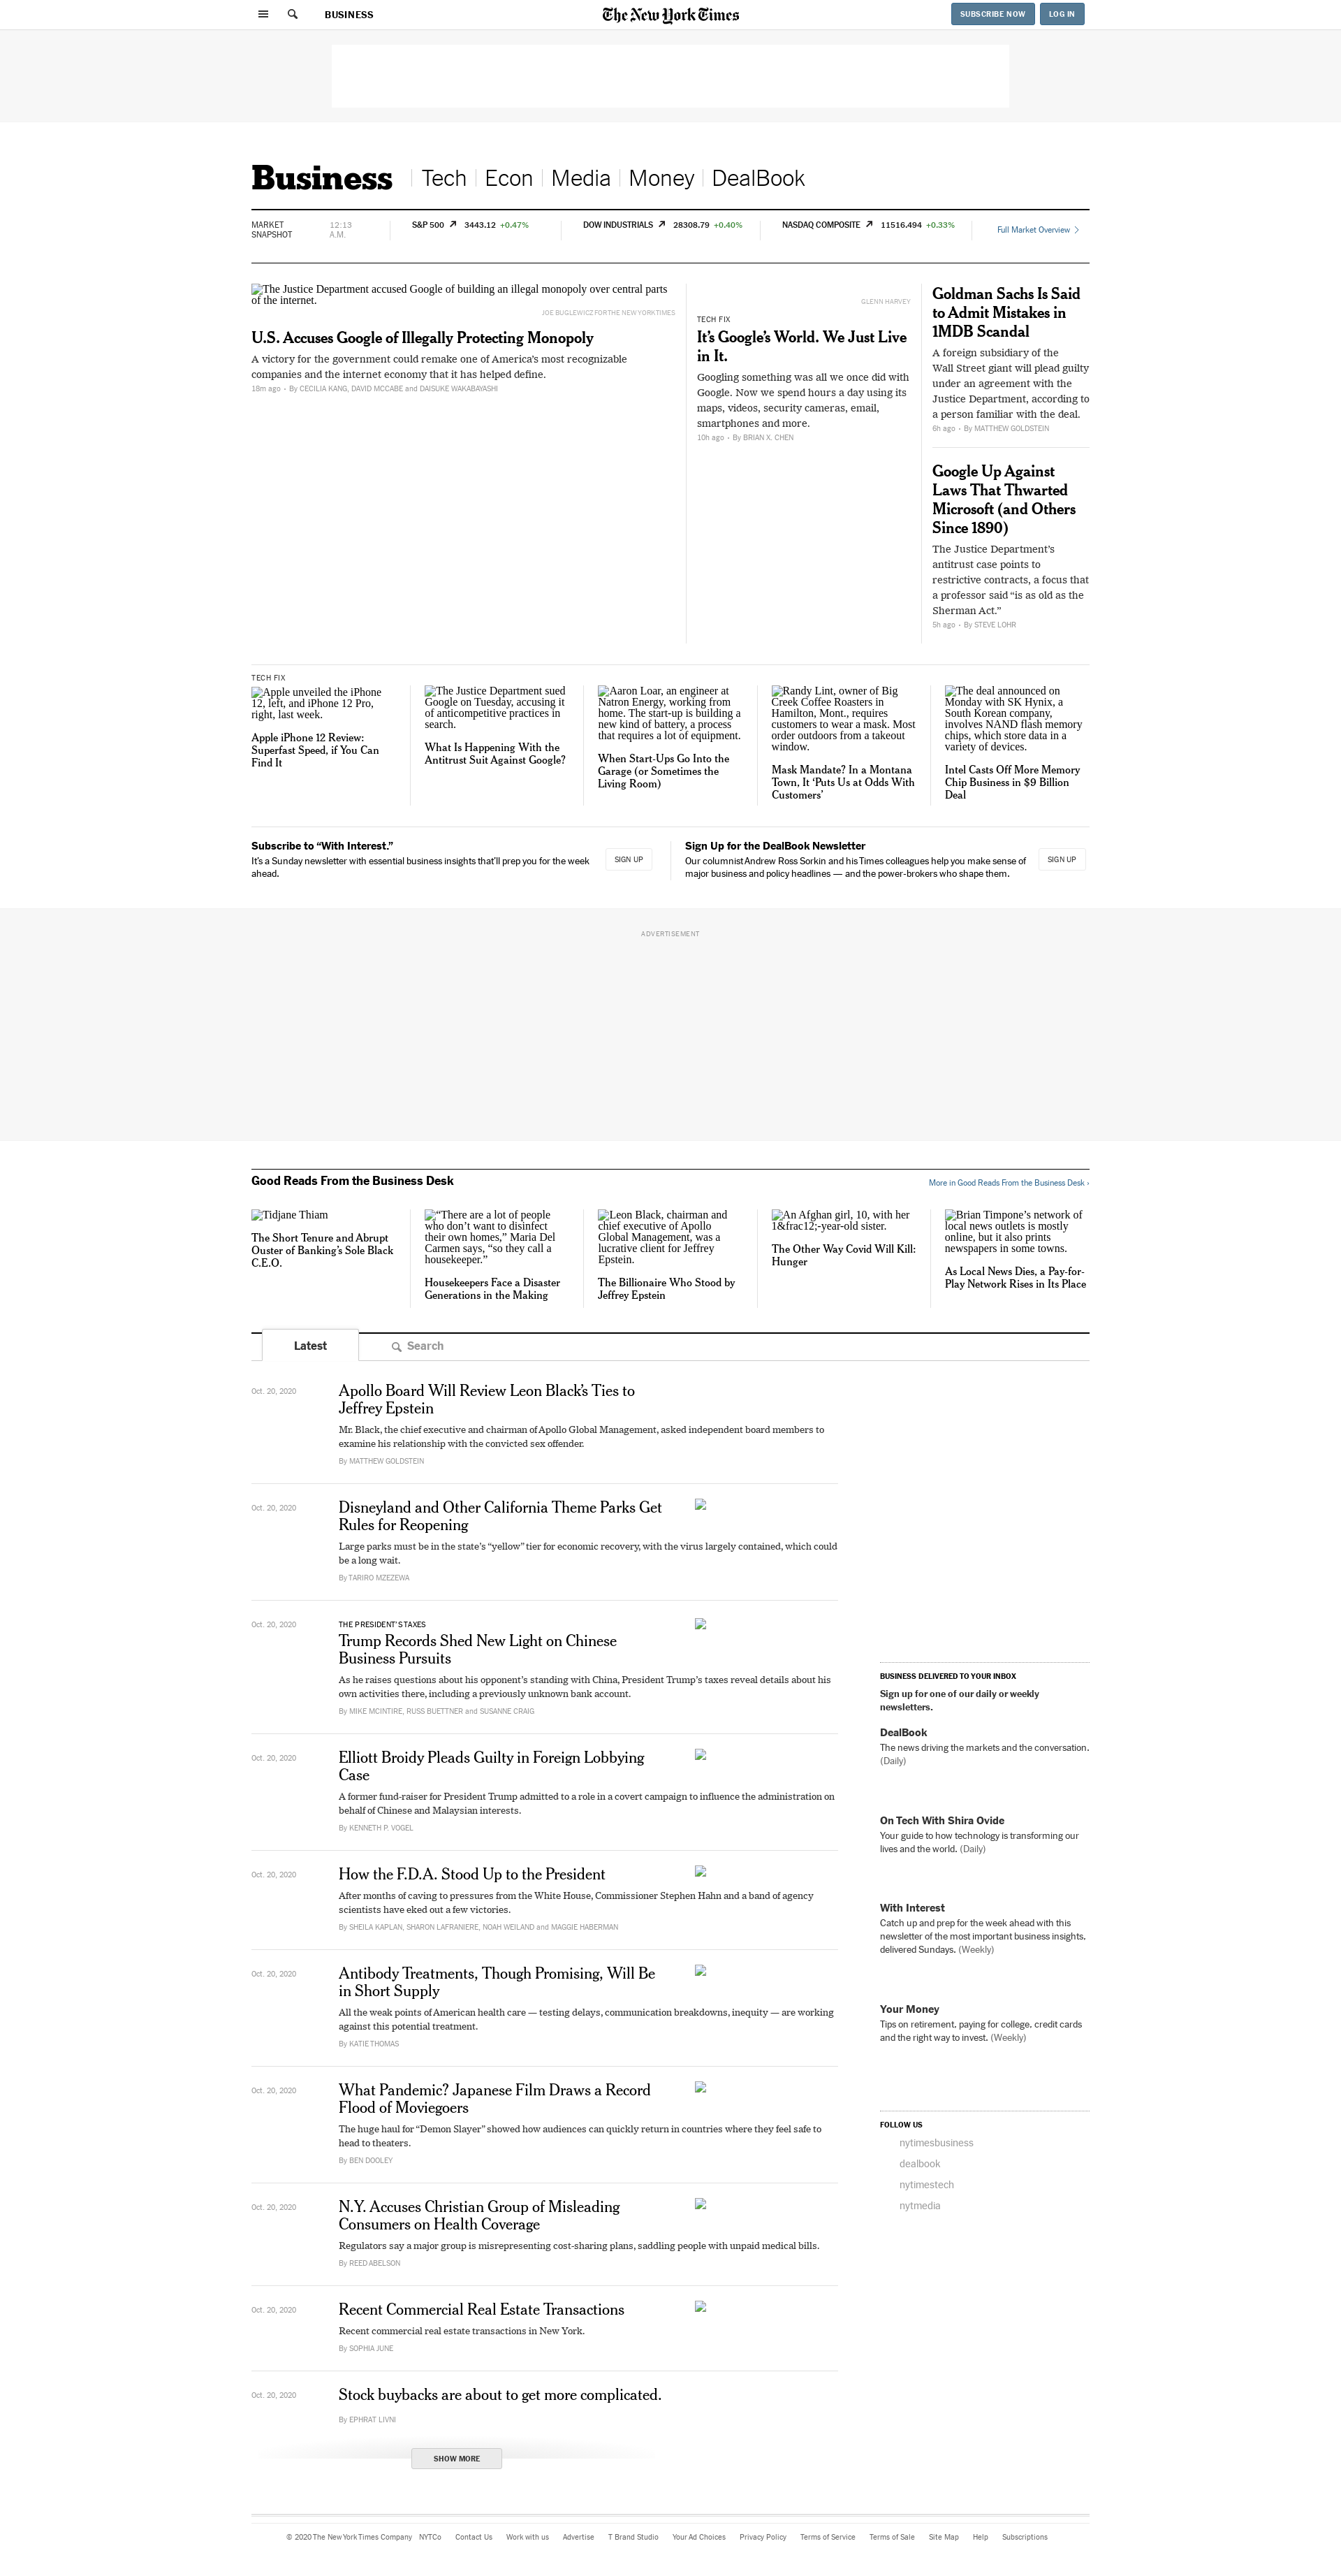 BUSINESS
The New York Times
SUBSCRIBE NOW
LOG IN
Business
Tech
Econ
Media
Money
DealBook
MARKET
SNAPSHOT
12:13
A.M.
S&P 500 3443.12 +0.47%
DOW INDUSTRIALS 28308.79 +0.40%
NASDAQ COMPOSITE 11516.494 +0.33%
Full Market Overview
The Justice Department accused Google of building an illegal monopoly over central parts
of the internet.
JOE BUGLEWICZ FOR THE NEW YORK TIMES
U.S. Accuses Google of Illegally Protecting Monopoly
A victory for the government could remake one of America's most recognizable
companies and the internet economy that it has helped define.
18m ago · By CECILIA KANG, DAVID MCCABE and DAISUKE WAKABAYASHI
GLENN HARVEY
TECH FIX
It's Google's World. We Just Live
in It.
Googling something was all we once did with
Google. Now we spend hours a day using its
maps, videos, security cameras, email,
smartphones and more.
10h ago · By BRIAN X. CHEN
Goldman Sachs Is Said
to Admit Mistakes in
1MDB Scandal
A foreign subsidiary of the
Wall Street giant will plead guilty
under an agreement with the
Justice Department, according to
a person familiar with the deal.
6h ago · By MATTHEW GOLDSTEIN
Google Up Against
Laws That Thwarted
Microsoft (and Others
Since 1890)
The Justice Department's
antitrust case points to
restrictive contracts, a focus that
a professor said “is as old as the
Sherman Act.”
5h ago · By STEVE LOHR
TECH FIX
Apple unveiled the iPhone
12, left, and iPhone 12 Pro,
right, last week.
Apple iPhone 12 Review:
Superfast Speed, if You Can
Find It
The Justice Department sued
Google on Tuesday, accusing it
of anticompetitive practices in
search.
What Is Happening With the
Antitrust Suit Against Google?
Aaron Loar, an engineer at
Natron Energy, working from
home. The start-up is building a
new kind of battery, a process
that requires a lot of equipment.
When Start-Ups Go Into the
Garage (or Sometimes the
Living Room)
Randy Lint, owner of Big
Creek Coffee Roasters in
Hamilton, Mont., requires
customers to wear a mask. Most
order outdoors from a takeout
window.
Mask Mandate? In a Montana
Town, It ‘Puts Us at Odds With
Customers’
The deal announced on
Monday with SK Hynix, a
South Korean company,
involves NAND flash memory
chips, which store data in a
variety of devices.
Intel Casts Off More Memory
Chip Business in $9 Billion
Deal
Subscribe to “With Interest.”
It's a Sunday newsletter with essential business insights that'll prep you for the week
ahead.
SIGN UP
Sign Up for the DealBook Newsletter
Our columnist Andrew Ross Sorkin and his Times colleagues help you make sense of
major business and policy headlines — and the power-brokers who shape them.
SIGN UP
ADVERTISEMENT
Good Reads From the Business Desk
More in Good Reads From the Business Desk ›
Tidjane Thiam
The Short Tenure and Abrupt
Ouster of Banking's Sole Black
C.E.O.
“There are a lot of people
who don't want to disinfect
their own homes,” Maria Del
Carmen says, “so they call a
housekeeper.”
Housekeepers Face a Disaster
Generations in the Making
Leon Black, chairman and
chief executive of Apollo
Global Management, was a
lucrative client for Jeffrey
Epstein.
The Billionaire Who Stood by
Jeffrey Epstein
An Afghan girl, 10, with her
1&frac12;-year-old sister.
The Other Way Covid Will Kill:
Hunger
Brian Timpone's network of
local news outlets is mostly
online, but it also prints
newspapers in some towns.
As Local News Dies, a Pay-for-
Play Network Rises in Its Place
Latest
Search
Oct. 20, 2020
Apollo Board Will Review Leon Black's Ties to
Jeffrey Epstein
Mr. Black, the chief executive and chairman of Apollo Global Management, asked independent board members to
examine his relationship with the convicted sex offender.
By MATTHEW GOLDSTEIN
Oct. 20, 2020
Disneyland and Other California Theme Parks Get
Rules for Reopening
Large parks must be in the state's “yellow” tier for economic recovery, with the virus largely contained, which could
be a long wait.
By TARIRO MZEZEWA
Oct. 20, 2020
THE PRESIDENT'S TAXES
Trump Records Shed New Light on Chinese
Business Pursuits
As he raises questions about his opponent's standing with China, President Trump's taxes reveal details about his
own activities there, including a previously unknown bank account.
By MIKE MCINTIRE, RUSS BUETTNER and SUSANNE CRAIG
Oct. 20, 2020
Elliott Broidy Pleads Guilty in Foreign Lobbying
Case
A former fund-raiser for President Trump admitted to a role in a covert campaign to influence the administration on
behalf of Chinese and Malaysian interests.
By KENNETH P. VOGEL
Oct. 20, 2020
How the F.D.A. Stood Up to the President
After months of caving to pressures from the White House, Commissioner Stephen Hahn and a band of agency
scientists have eked out a few victories.
By SHEILA KAPLAN, SHARON LAFRANIERE, NOAH WEILAND and MAGGIE HABERMAN
Oct. 20, 2020
Antibody Treatments, Though Promising, Will Be
in Short Supply
All the weak points of American health care — testing delays, communication breakdowns, inequity — are working
against this potential treatment.
By KATIE THOMAS
Oct. 20, 2020
What Pandemic? Japanese Film Draws a Record
Flood of Moviegoers
The huge haul for “Demon Slayer” showed how audiences can quickly return in countries where they feel safe to
head to theaters.
By BEN DOOLEY
Oct. 20, 2020
N.Y. Accuses Christian Group of Misleading
Consumers on Health Coverage
Regulators say a major group is misrepresenting cost-sharing plans, saddling people with unpaid medical bills.
By REED ABELSON
Oct. 20, 2020
Recent Commercial Real Estate Transactions
Recent commercial real estate transactions in New York.
By SOPHIA JUNE
Oct. 20, 2020
Stock buybacks are about to get more complicated.
By EPHRAT LIVNI
SHOW MORE
BUSINESS DELIVERED TO YOUR INBOX
Sign up for one of our daily or weekly
newsletters.
DealBook
The news driving the markets and the conversation.
(Daily)
On Tech With Shira Ovide
Your guide to how technology is transforming our
lives and the world. (Daily)
With Interest
Catch up and prep for the week ahead with this
newsletter of the most important business insights,
delivered Sundays. (Weekly)
Your Money
Tips on retirement, paying for college, credit cards
and the right way to invest. (Weekly)
FOLLOW US
nytimesbusiness
dealbook
nytimestech
nytmedia
© 2020 The New York Times Company NYTCo Contact Us Work with us Advertise T Brand Studio Your Ad Choices Privacy Policy Terms of Service Terms of Sale Site Map Help Subscriptions